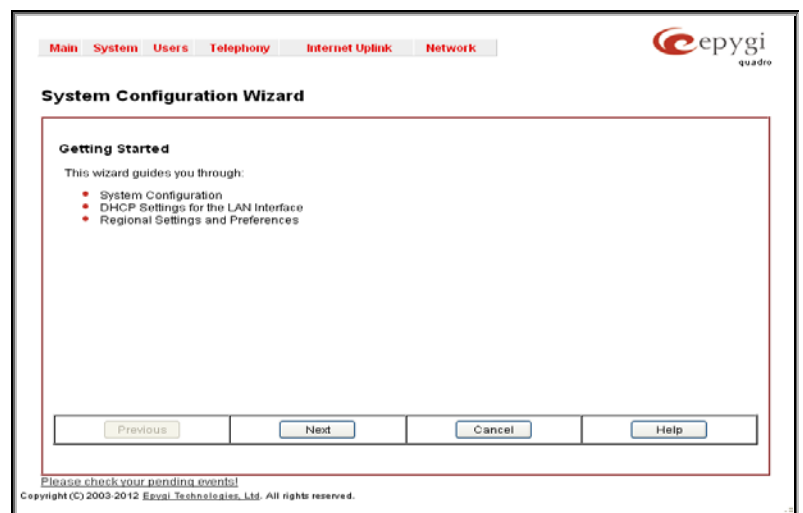 Main System Users Telephony Internet Uplink Network
epygi
quadro
System Configuration Wizard
Getting Started
This wizard guides you through:
System Configuration
DHCP Settings for the LAN Interface
Regional Settings and Preferences
Previous Next Cancel Help
Please check your pending events!
Copyright (C) 2003-2012 Epygi Technologies, Ltd. All rights reserved.